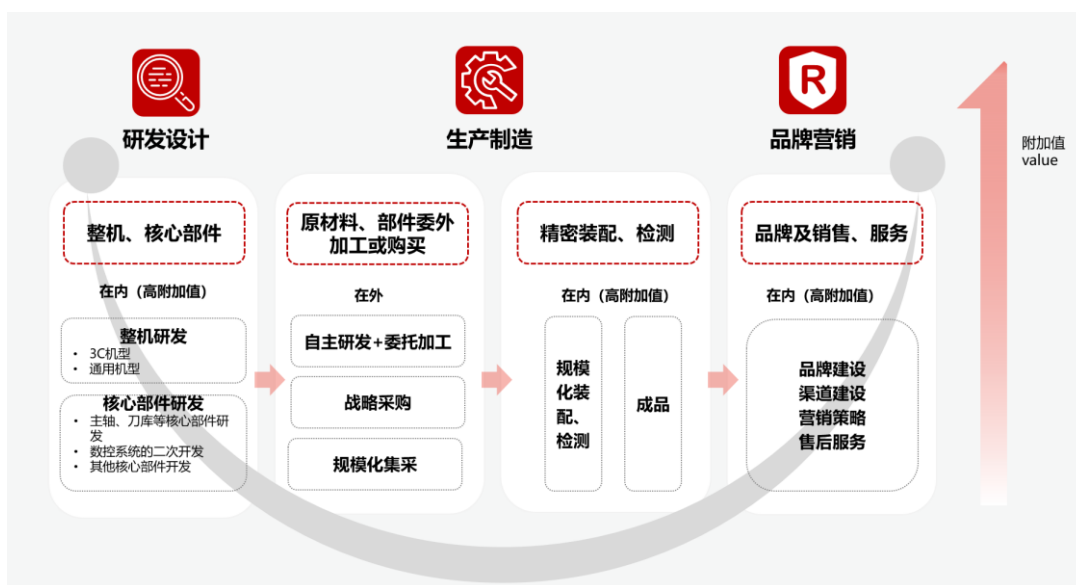 研发设计
生产制造
R
品牌营销
附加值
value
整机、核心部件
在内（高附加值）
整机研发
• 3C机型
• 通用机型
核心部件研发
• 主轴、刀库等核心部件研
发
• 数控系统的二次开发
• 其他核心部件开发
原材料、部件委外
加工或购买
在外
自主研发+委托加工
战略采购
规模化集采
精密装配、检测
在内（高附加值）
规模
化装
配、
检测
成品
品牌及销售、服务
在内（高附加值）
品牌建设
渠道建设
营销策略
售后服务